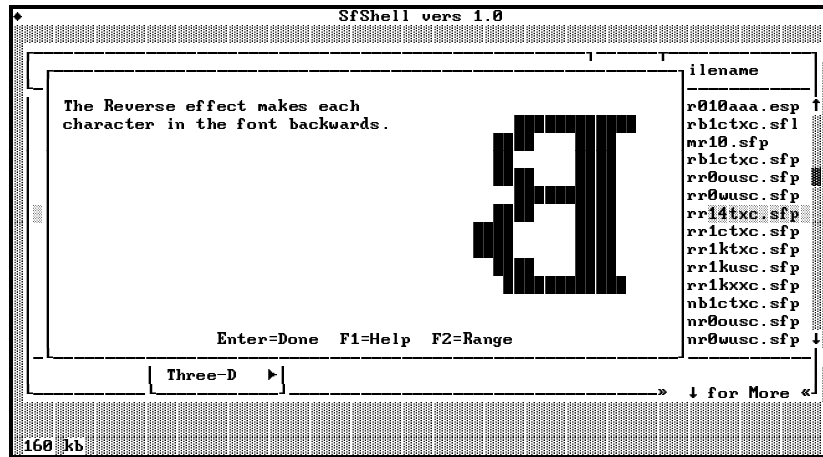 SfShell vers 1.0
ilename
The Reverse effect makes each
character in the font backwards.
r010aaa.esp ↑
rb1ctxc.sfl
mr10.sfp
rb1ctxc.sfp
rr0ousc.sfp
rr0wusc.sfp
rr14txc.sfp
rr1ctxc.sfp
rr1ktxc.sfp
rr1kusc.sfp
rr1kxxc.sfp
nb1ctxc.sfp
nr0ousc.sfp
Enter=Done F1=Help F2=Range
nr0wusc.sfp ↓
Three-D ►
» ↓ for More «
160 kb